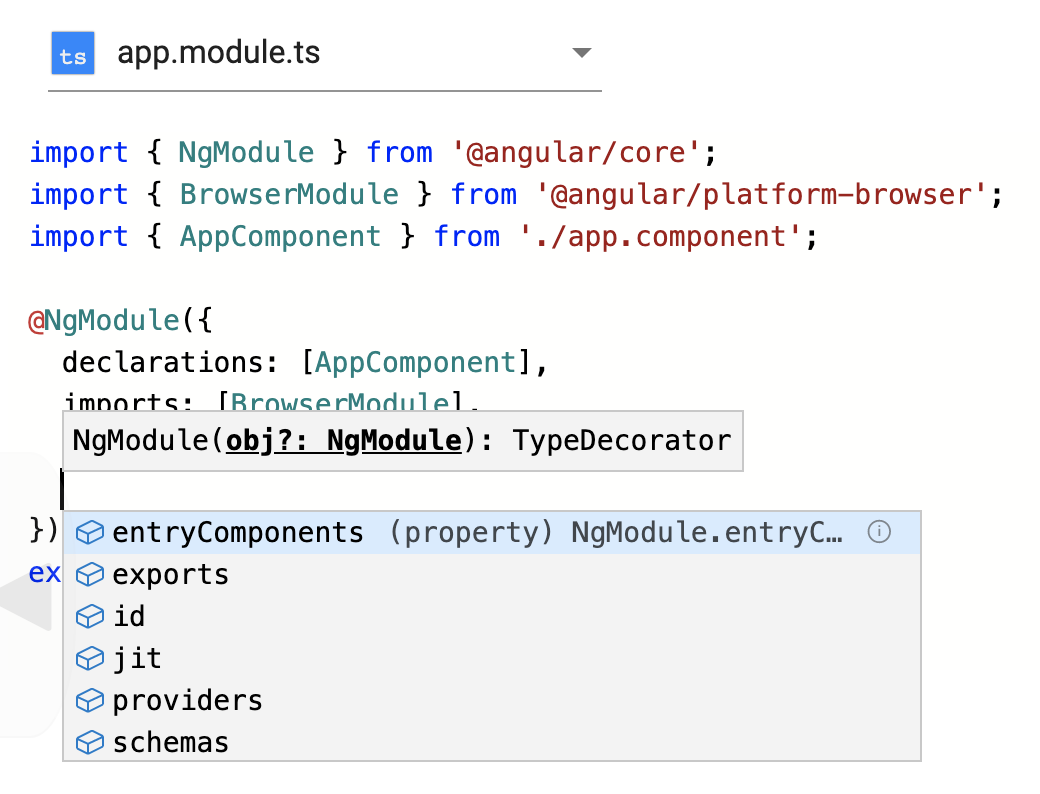 ts app.module.ts
import { NgModule } from '@angular/core';
import { BrowserModule } from '@angular/platform-browser';
import { AppComponent } from './app.component';
@NgModule({
declarations: [AppComponent],
imports: [BrowserModule],
NgModule(obj?: NgModule): TypeDecorator
})
entryComponents (property) NgModule.entryC…
ex
exports
id
jit
providers
schemas